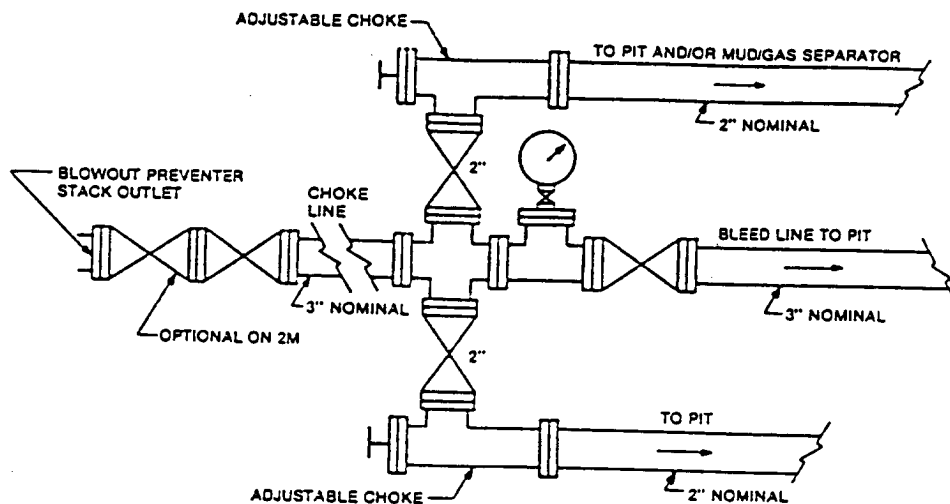 ADJUSTABLE CHOKE
TO PIT AND/OR MUD/GAS SEPARATOR
2" NOMINAL
2"
BLOWOUT PREVENTER
STACK OUTLET
CHOKE
LINE
BLEED LINE TO PIT
3" NOMINAL
3" NOMINAL
OPTIONAL ON 2M
2"
TO PIT
ADJUSTABLE CHOKE
2" NOMINAL